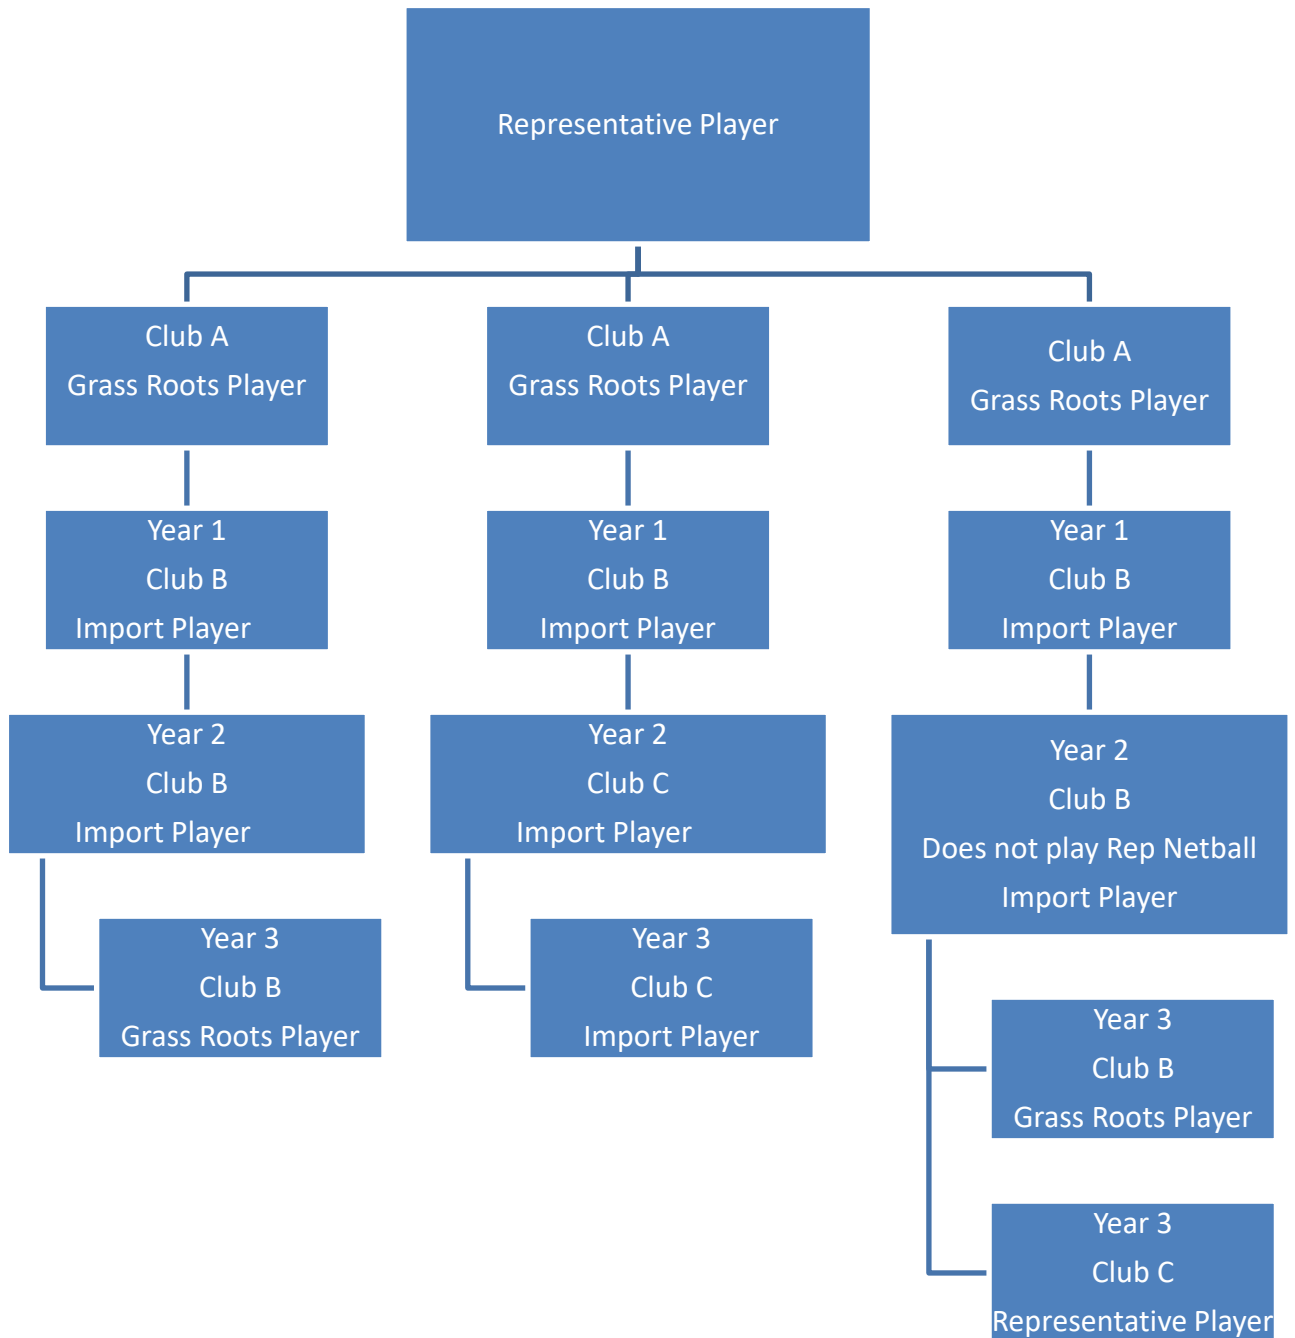 Representative Player
Club A
Grass Roots Player
Year 1
Club B
Import Player
Year 2
Club B
Import Player
Year 3
Club B
Grass Roots Player
Club A
Grass Roots Player
Year 1
Club B
Import Player
Year 2
Club C
Import Player
Year 3
Club C
Import Player
Club A
Grass Roots Player
Year 1
Club B
Import Player
Year 2
Club B
Does not play Rep Netball
Import Player
Year 3
Club B
Grass Roots Player
Year 3
Club C
Representative Player